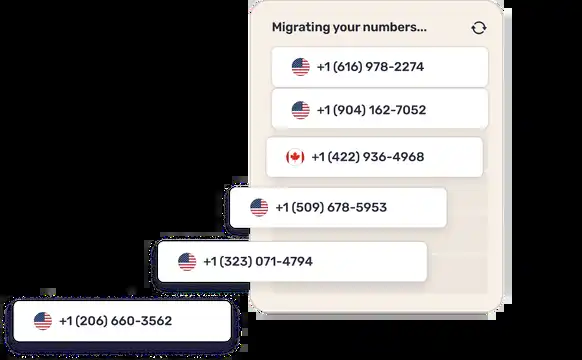 Migrating your numbers...
+1 (616) 978-2274
+1 (904) 162-7052
+1 (422) 936-4968
+1 (509) 678-5953
+1 (323) 071-4794
+1 (206) 660-3562